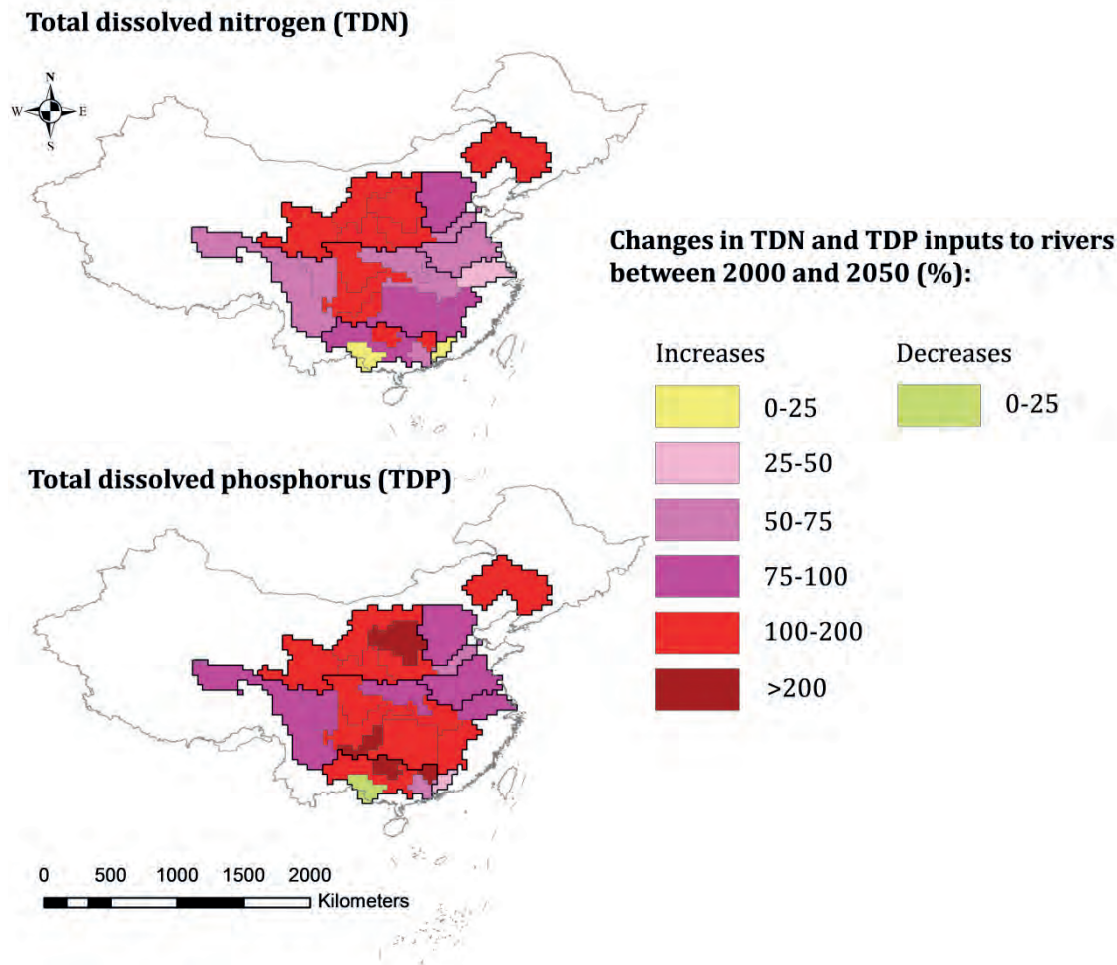 Total dissolved nitrogen (TDN)
N
W E
S
Changes in TDN and TDP inputs to rivers
between 2000 and 2050 (%):
Increases Decreases
0-25 0-25
25-50
50-75
75-100
100-200
>200
Total dissolved phosphorus (TDP)
0 500 1000 1500 2000
Kilometers